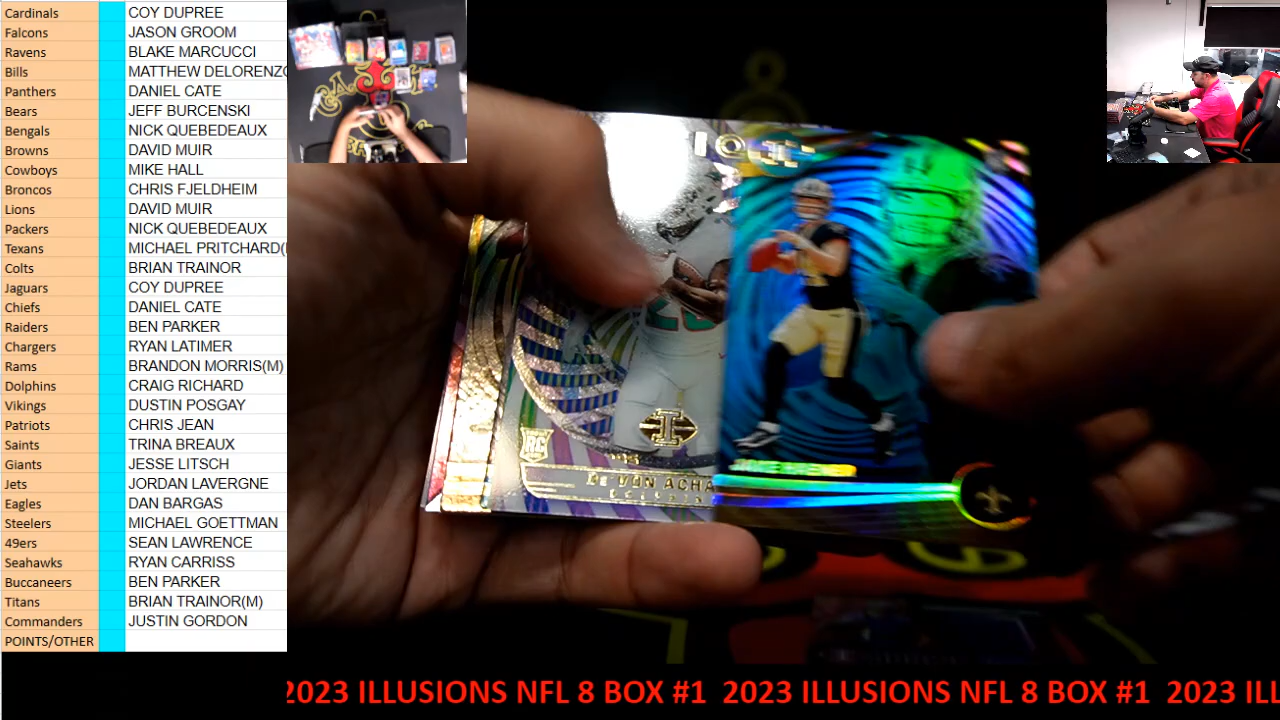 Cardinals COY DUPREE
Falcons JASON GROOM
Ravens BLAKE MARCUCCI
Bills MATTHEW DELORENZO
Panthers DANIEL CATE
Bears JEFF BURCENSKI
Bengals NICK QUEBEDEAUX
Browns DAVID MUIR
Cowboys MIKE HALL
Broncos CHRIS FJELDHEIM
Lions DAVID MUIR
Packers NICK QUEBEDEAUX
Texans MICHAEL PRITCHARD(
Colts BRIAN TRAINOR
Jaguars COY DUPREE
Chiefs DANIEL CATE
Raiders BEN PARKER
Chargers RYAN LATIMER
Rams BRANDON MORRIS(M)
Dolphins CRAIG RICHARD
Vikings DUSTIN POSGAY
Patriots CHRIS JEAN
Saints TRINA BREAUX
Giants JESSE LITSCH
Jets JORDAN LAVERGNE
Eagles DAN BARGAS
Steelers MICHAEL GOETTMAN
49ers SEAN LAWRENCE
Seahawks RYAN CARRISS
Buccaneers BEN PARKER
Titans BRIAN TRAINOR(M)
Commanders JUSTIN GORDON
POINTS/OTHER
RC
DE'VON ACHA
2023 ILLUSIONS NFL 8 BOX #1 2023 ILLUSIONS NFL 8 BOX #1 2023 ILL